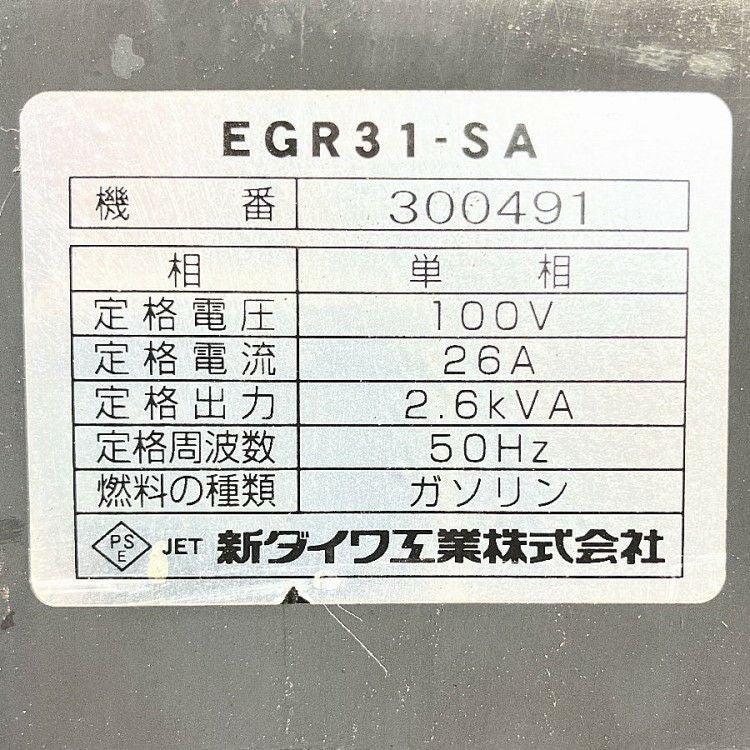 EGR31-SA
機番 300491
相 単相
定格電圧 100V
定格電流 26A
定格出力 2.6kVA
定格周波数 50Hz
燃料の種類 ガソリン
PSE JET 新ダイワ工業株式会社